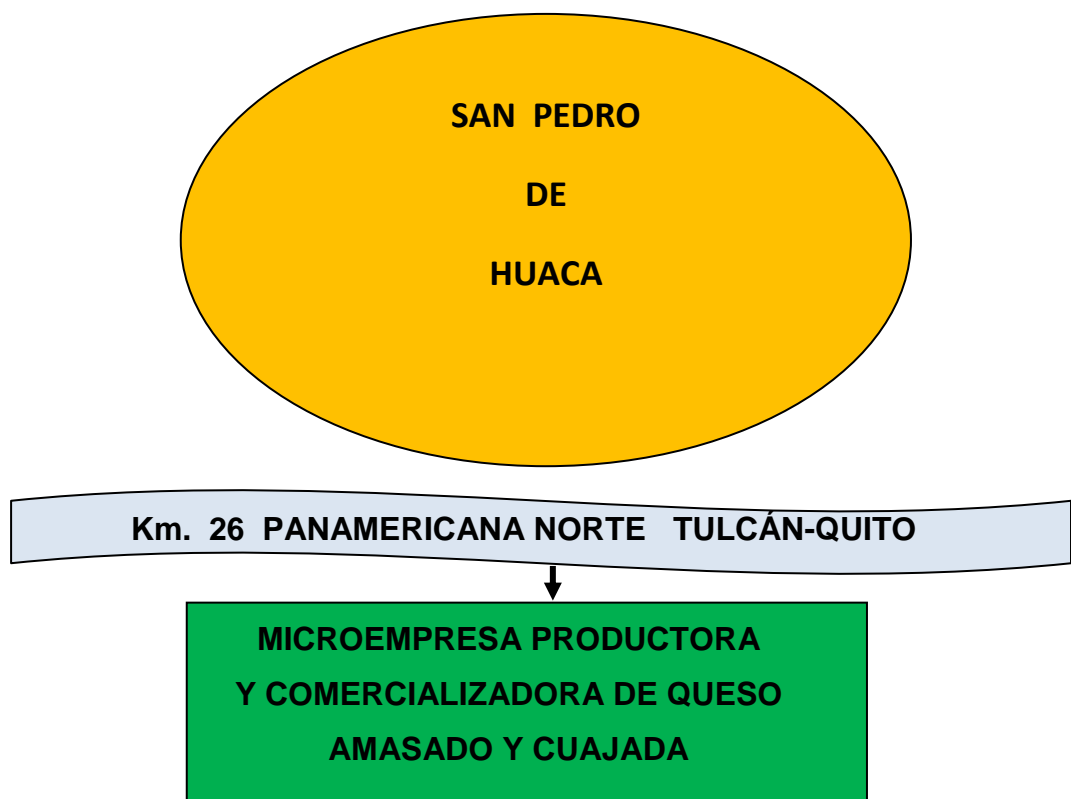 SAN PEDRO
DE
HUACA
Km. 26 PANAMERICANA NORTE TULCÁN-QUITO
MICROEMPRESA PRODUCTORA
Y COMERCIALIZADORA DE QUESO
AMASADO Y CUAJADA